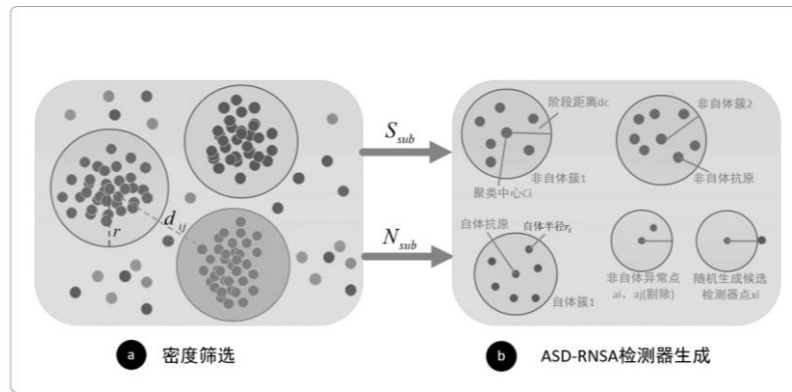 r
d_ij
S_sub
N_sub
阶段距离dc
非自体簇2
聚类中心Ci
非自体簇1
非自体抗原
自体抗原
自体半径r_s
自体簇1
非自体异常点
ai、aj(剔除)
随机生成候选
检测器点xi
a 密度筛选
b ASD-RNSA检测器生成